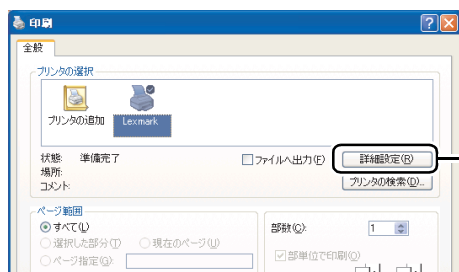 印刷
全般
プリンタの選択
プリンタの追加
Lexmark
状態: 準備完了
場所:
コメント:
ファイルへ出力(F)
詳細設定(R)
プリンタの検索(D)...
ページ範囲
すべて(L)
選択した部分(T) 現在のページ(U)
ページ指定(G):
部数(C): 1
部単位で印刷(O)